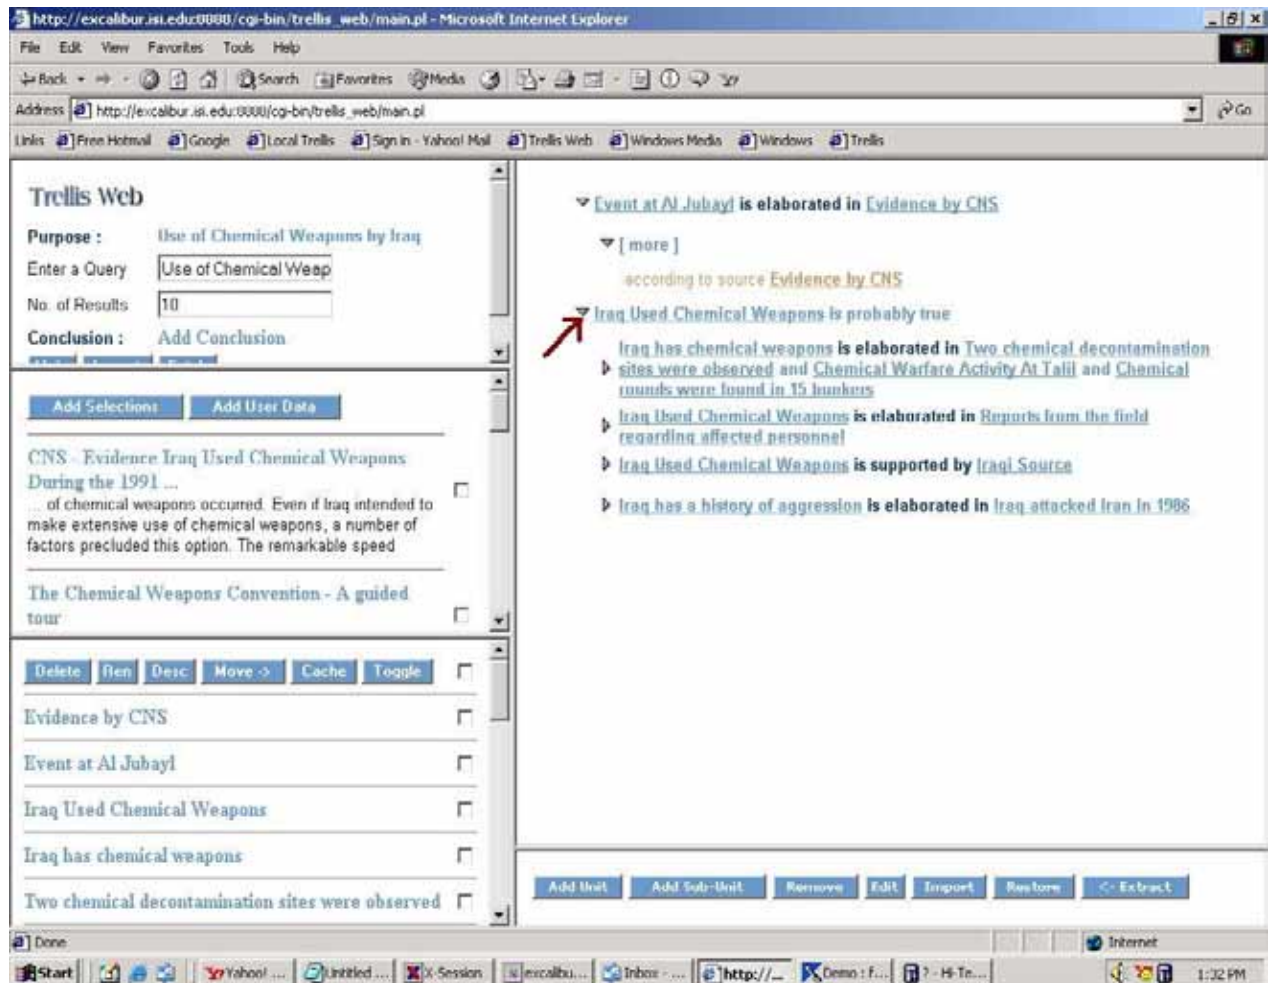 http://excalibur.isi.edu:8888/cgi-bin/trellis_web/main.pl - Microsoft Internet Explorer
File Edit View Favorites Tools Help
Back Search Favorites Media
Address http://excalibur.isi.edu:8888/cgi-bin/trellis_web/main.pl Go
Links Free Hotmail Google Local Trellis Sign in - Yahoo! Mail Trellis Web Windows Media Windows Trellis
Trellis Web
Purpose : Use of Chemical Weapons by Iraq
Enter a Query Use of Chemical Weap
No. of Results 10
Conclusion : Add Conclusion
Add Selections Add User Data
CNS - Evidence Iraq Used Chemical Weapons
During the 1991 ...
... of chemical weapons occurred. Even if Iraq intended to
make extensive use of chemical weapons, a number of
factors precluded this option. The remarkable speed
The Chemical Weapons Convention - A guided
tour
Delete Ren Desc Move -> Cache Toggle
Evidence by CNS
Event at Al Jubayl
Iraq Used Chemical Weapons
Iraq has chemical weapons
Two chemical decontamination sites were observed
Event at Al Jubayl is elaborated in Evidence by CNS
[ more ]
according to source Evidence by CNS
Iraq Used Chemical Weapons is probably true
Iraq has chemical weapons is elaborated in Two chemical decontamination
sites were observed and Chemical Warfare Activity At Talil and Chemical
rounds were found in 15 bunkers
Iraq Used Chemical Weapons is elaborated in Reports from the field
regarding affected personnel
Iraq Used Chemical Weapons is supported by Iraqi Source
Iraq has a history of aggression is elaborated in Iraq attacked Iran in 1986
Add Unit Add Sub-Unit Remove Edit Import Restore <- Extract
Done Internet
Start Yahoo! ... Untitled ... X-Session excalibu... Inbox - ... http://... Demo : f... ? - Hi-Te... 1:32 PM